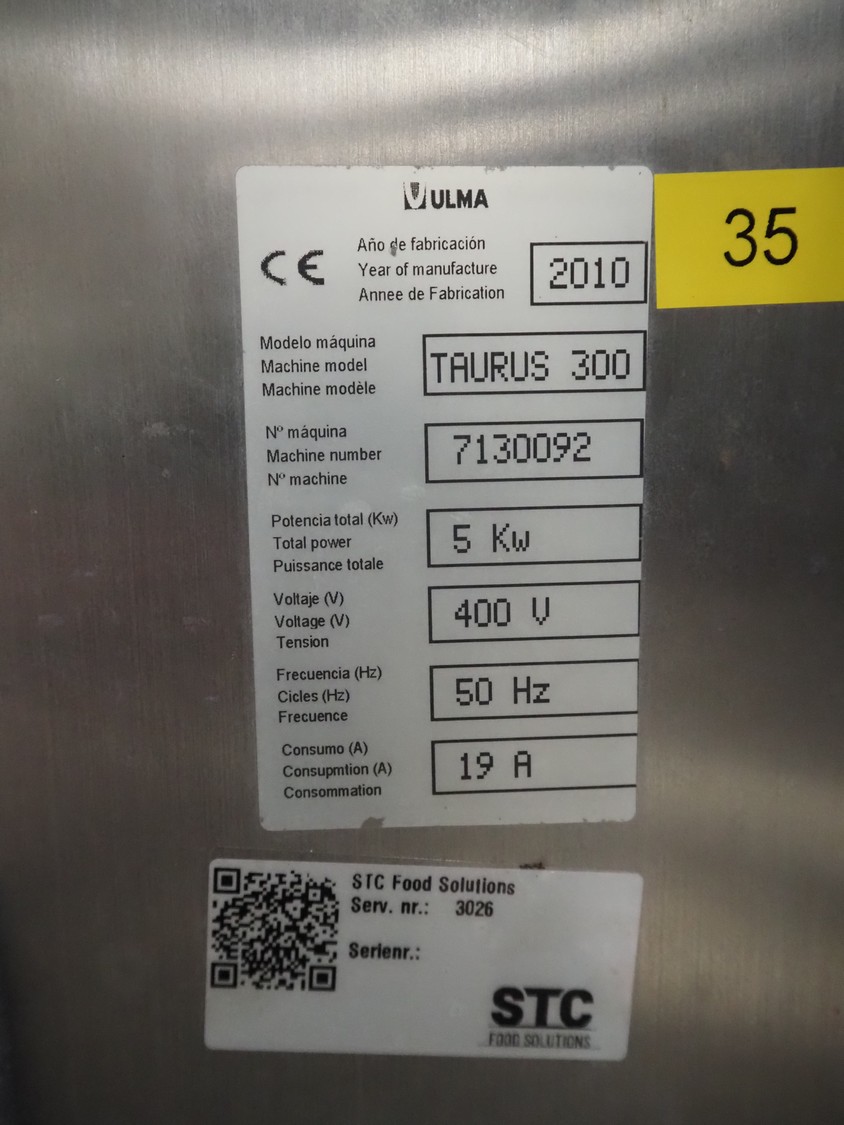 ULMA
CE
Año de fabricación
Year of manufacture
Annee de Fabrication
2010
35
Modelo máquina
Machine model
Machine modèle
TAURUS 300
Nº máquina
Machine number
Nº machine
7130092
Potencia total (Kw)
Total power
Puissance totale
5 Kw
Voltaje (V)
Voltage (V)
Tension
400 V
Frecuencia (Hz)
Cicles (Hz)
Frecuence
50 Hz
Consumo (A)
Consupmtion (A)
Consommation
19 A
STC Food Solutions
Serv. nr.: 3026
Serienr.:
STC
FOOD SOLUTIONS